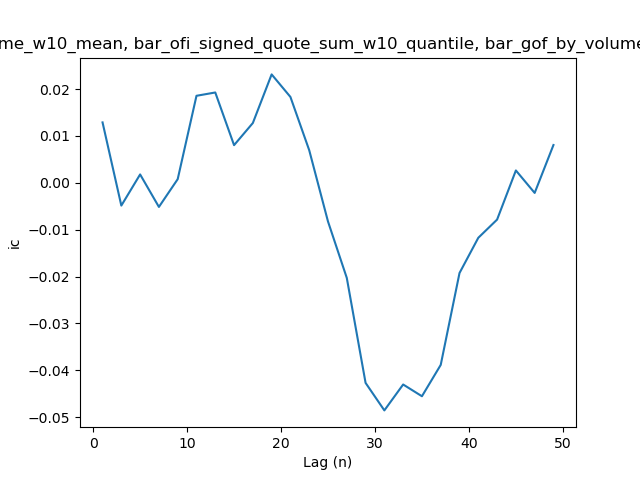 me_w10_mean, bar_ofi_signed_quote_sum_w10_quantile, bar_gof_by_volume
0.02
0.01
0.00
−0.01
−0.02
−0.03
−0.04
−0.05
ic
0 10 20 30 40 50
Lag (n)